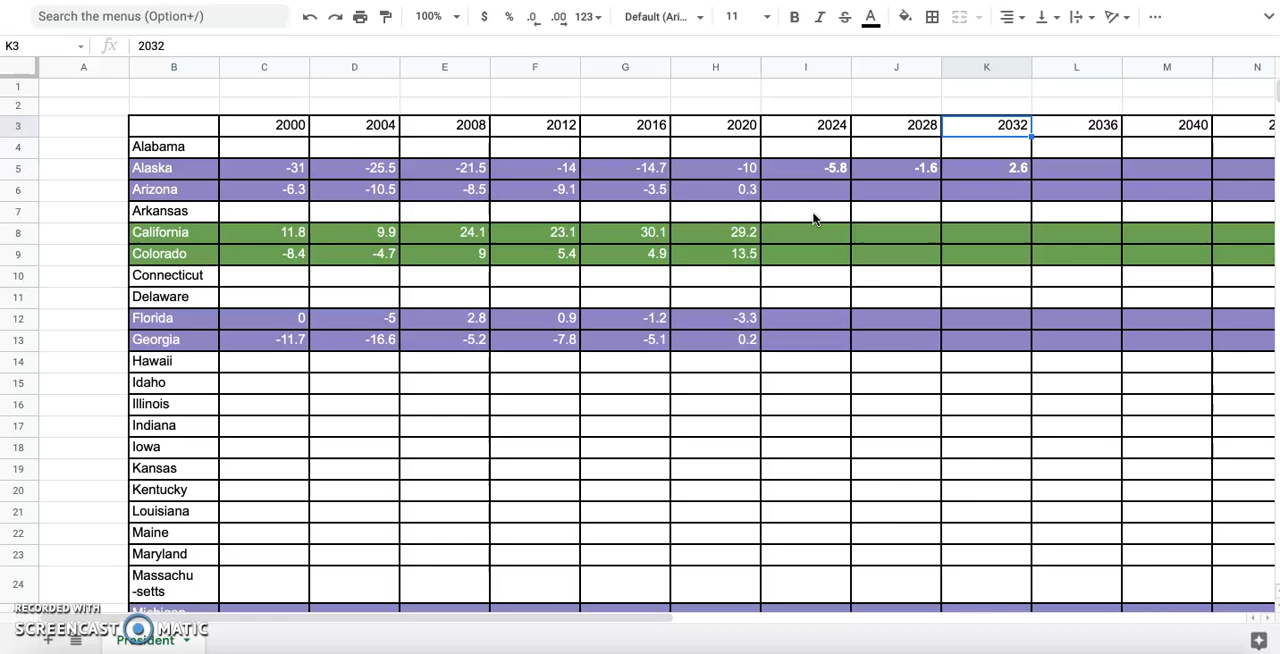 Search the menus (Option+/) 100% $ % .0 .00 123 Default (Ari... 11 B I S A
K3 fx 2032
A B C D E F G H I J K L M N
1
2
3 2000 2004 2008 2012 2016 2020 2024 2028 2032 2036 2040 2
4 Alabama
5 Alaska -31 -25.5 -21.5 -14 -14.7 -10 -5.8 -1.6 2.6
6 Arizona -6.3 -10.5 -8.5 -9.1 -3.5 0.3
7 Arkansas
8 California 11.8 9.9 24.1 23.1 30.1 29.2
9 Colorado -8.4 -4.7 9 5.4 4.9 13.5
10 Connecticut
11 Delaware
12 Florida 0 -5 2.8 0.9 -1.2 -3.3
13 Georgia -11.7 -16.6 -5.2 -7.8 -5.1 0.2
14 Hawaii
15 Idaho
16 Illinois
17 Indiana
18 Iowa
19 Kansas
20 Kentucky
21 Louisiana
22 Maine
23 Maryland
24 Massachu
-setts
Michigan
RECORDED WITH
SCREENCAST MATIC
President